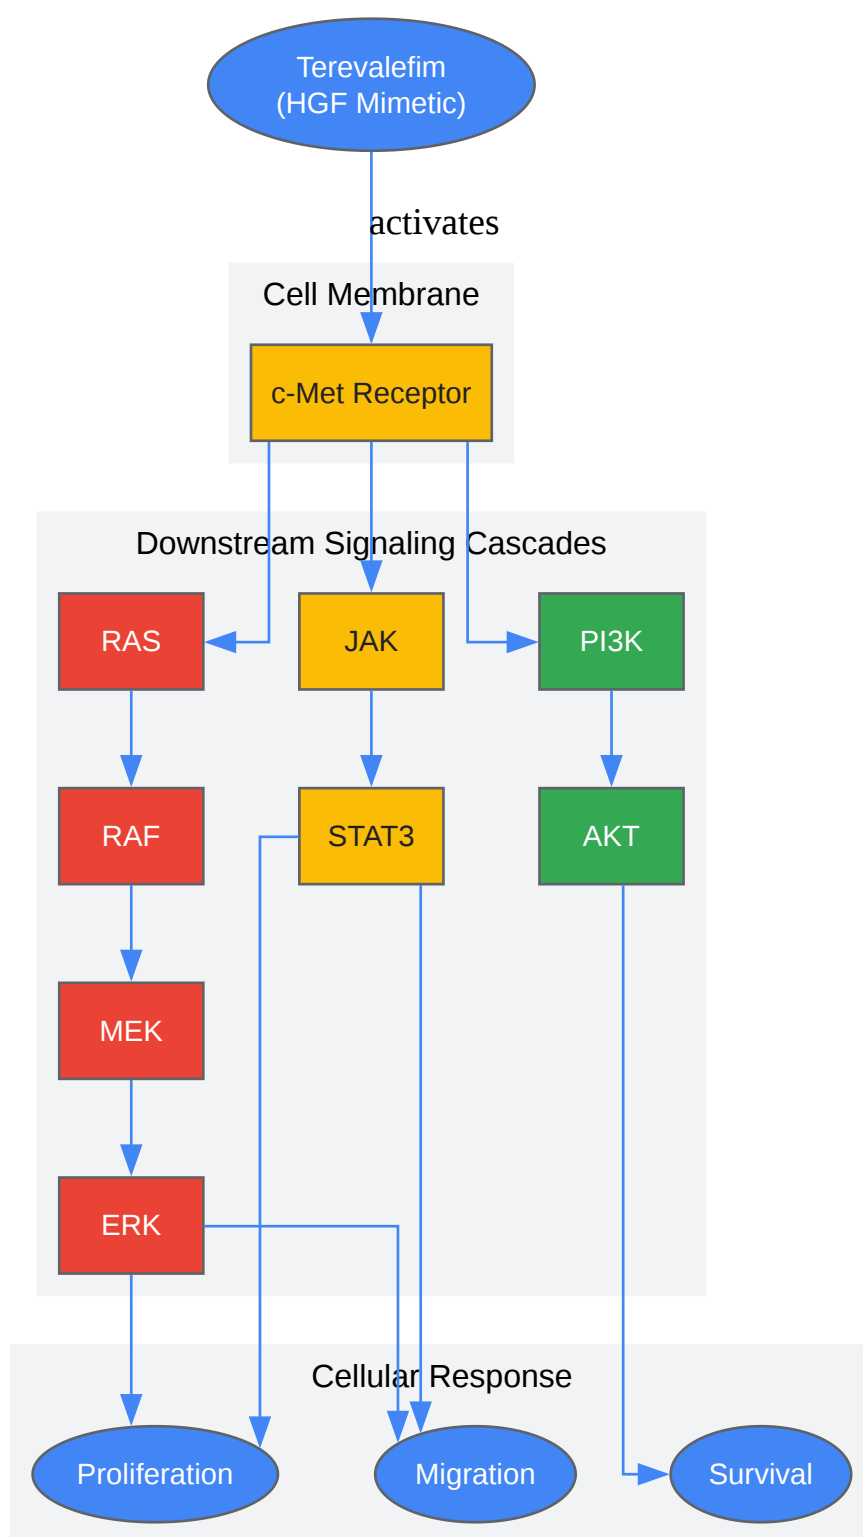 Terevalefim
(HGF Mimetic)
activates
Cell Membrane
c-Met Receptor
Downstream Signaling Cascades
RAS
JAK
PI3K
RAF
STAT3
AKT
MEK
ERK
Cellular Response
Proliferation
Migration
Survival